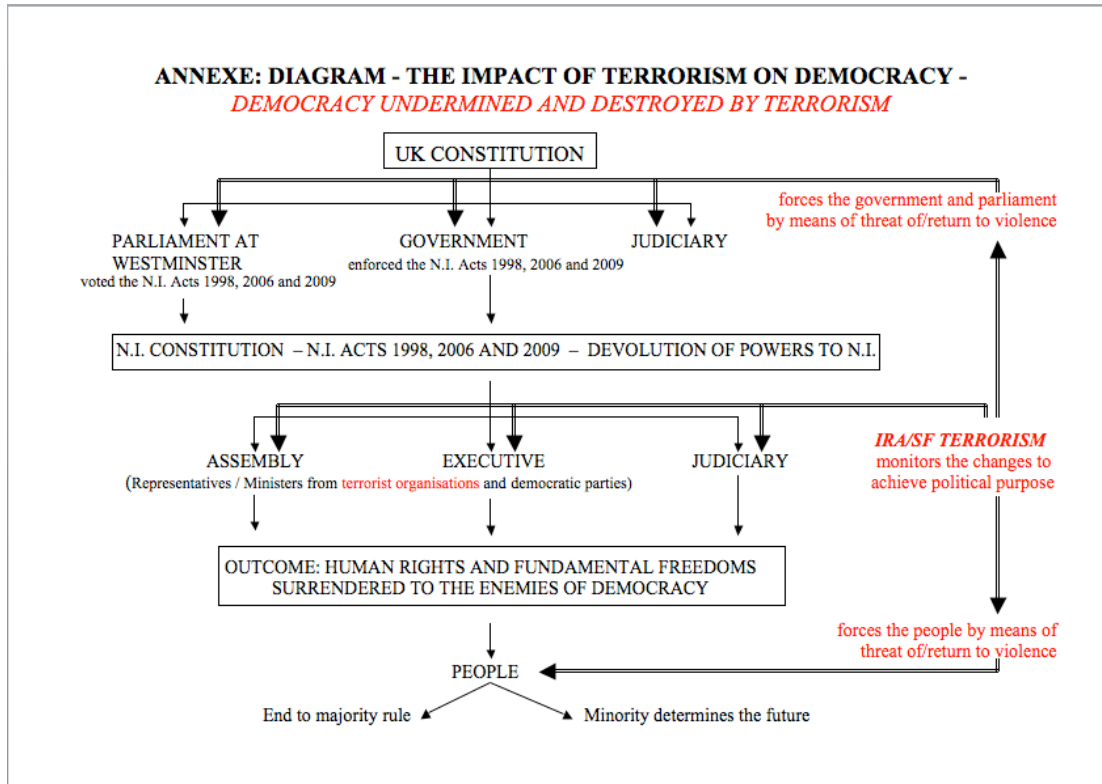 ANNEXE: DIAGRAM - THE IMPACT OF TERRORISM ON DEMOCRACY -
DEMOCRACY UNDERMINED AND DESTROYED BY TERRORISM
UK CONSTITUTION
forces the government and parliament
by means of threat of/return to violence
PARLIAMENT AT
WESTMINSTER
voted the N.I. Acts 1998, 2006 and 2009
GOVERNMENT
enforced the N.I. Acts 1998, 2006 and 2009
JUDICIARY
N.I. CONSTITUTION – N.I. ACTS 1998, 2006 AND 2009 – DEVOLUTION OF POWERS TO N.I.
IRA/SF TERRORISM
monitors the changes to
achieve political purpose
ASSEMBLY
EXECUTIVE
JUDICIARY
(Representatives / Ministers from terrorist organisations and democratic parties)
OUTCOME: HUMAN RIGHTS AND FUNDAMENTAL FREEDOMS
SURRENDERED TO THE ENEMIES OF DEMOCRACY
forces the people by means of
threat of/return to violence
PEOPLE
End to majority rule
Minority determines the future